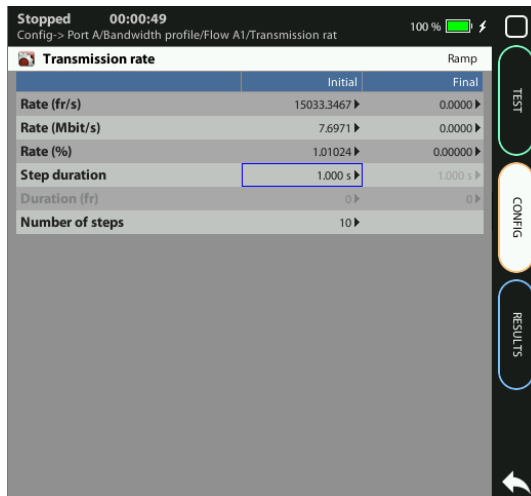 Stopped 00:00:49
100 %
Config-> Port A/Bandwidth profile/Flow A1/Transmission rat
Transmission rate Ramp
Initial Final
Rate (fr/s) 15033.3467 0.0000
Rate (Mbit/s) 7.6971 0.0000
Rate (%) 1.01024 0.00000
Step duration 1.000 s 1.000 s
Duration (fr) 0 0
Number of steps 10
TEST
CONFIG
RESULTS